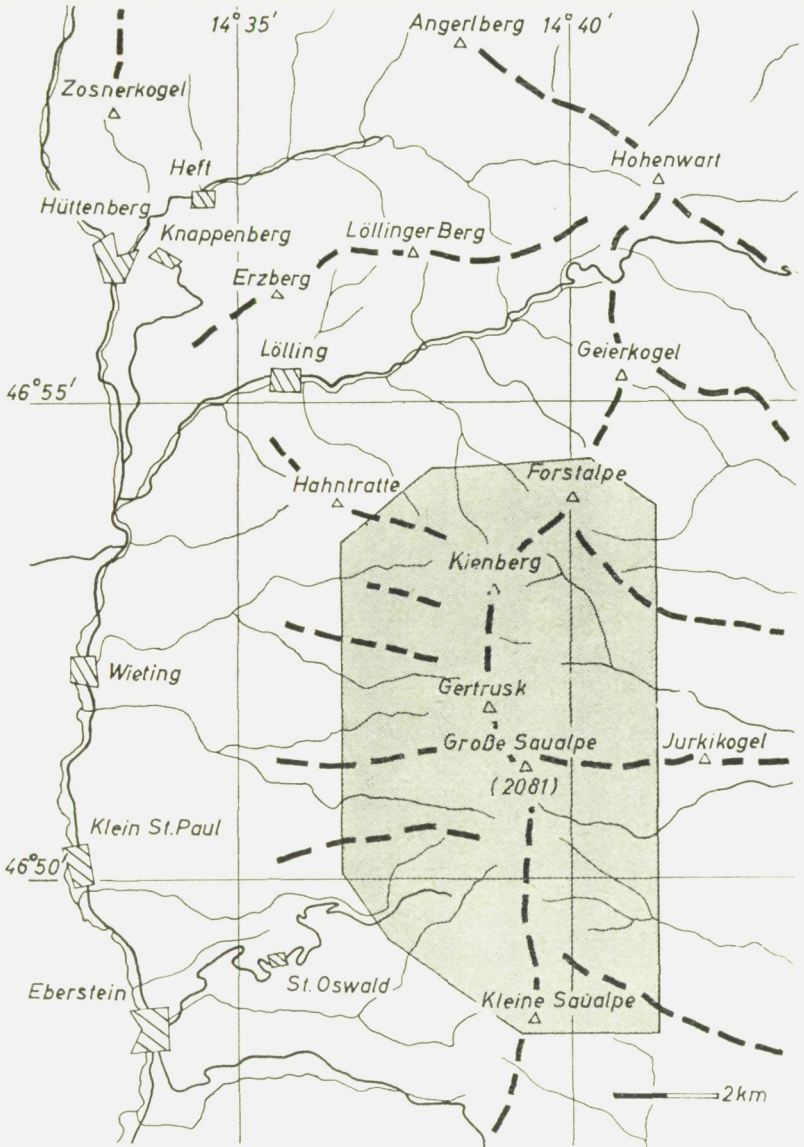 14°35'
Angerlberg
14°40'
Zosnerkogel
Heft
Hohenwart
Hüttenberg
Knappenberg
Löllinger Berg
Erzberg
Lölling
Geierkogel
46°55'
Hahntratte
Forstalpe
Kienberg
Wieting
Gertrusk
Große Saualpe
(2081)
Jurkikogel
Klein St.Paul
46°50'
St.Oswald
Eberstein
Kleine Saualpe
2km